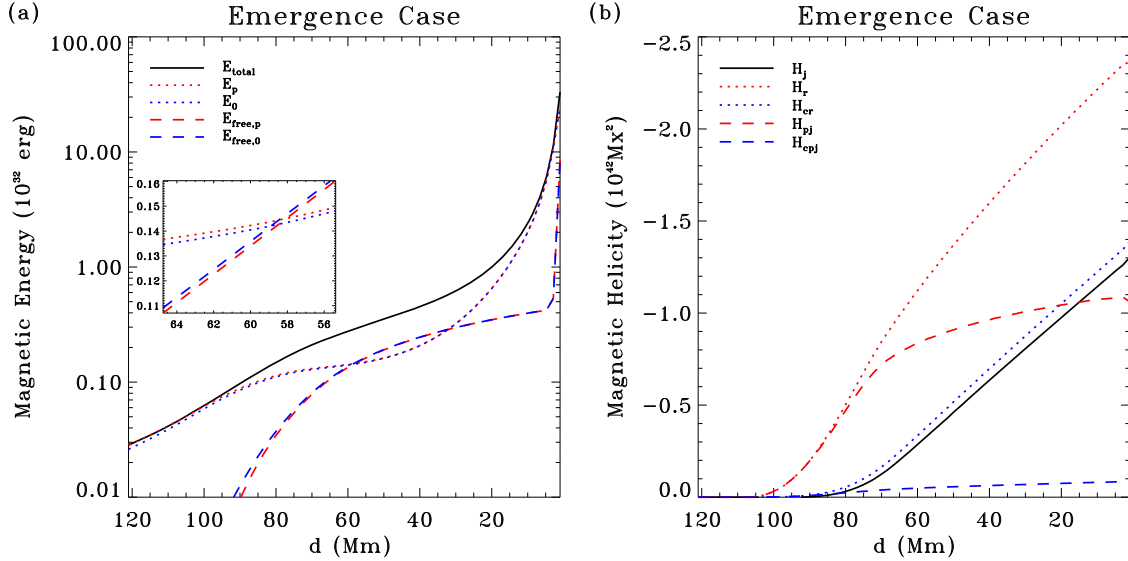 (a)
Emergence Case
Magnetic Energy (10³² erg)
100.00
10.00
1.00
0.10
0.01
E_total
E_p
E_0
E_free,p
E_free,0
0.16
0.15
0.14
0.13
0.12
0.11
64 62 60 58 56
120 100 80 60 40 20
d (Mm)
(b)
Emergence Case
Magnetic Helicity (10⁴²Mx²)
−2.5
−2.0
−1.5
−1.0
−0.5
0.0
H_j
H_r
H_cr
H_pj
H_cpj
120 100 80 60 40 20
d (Mm)